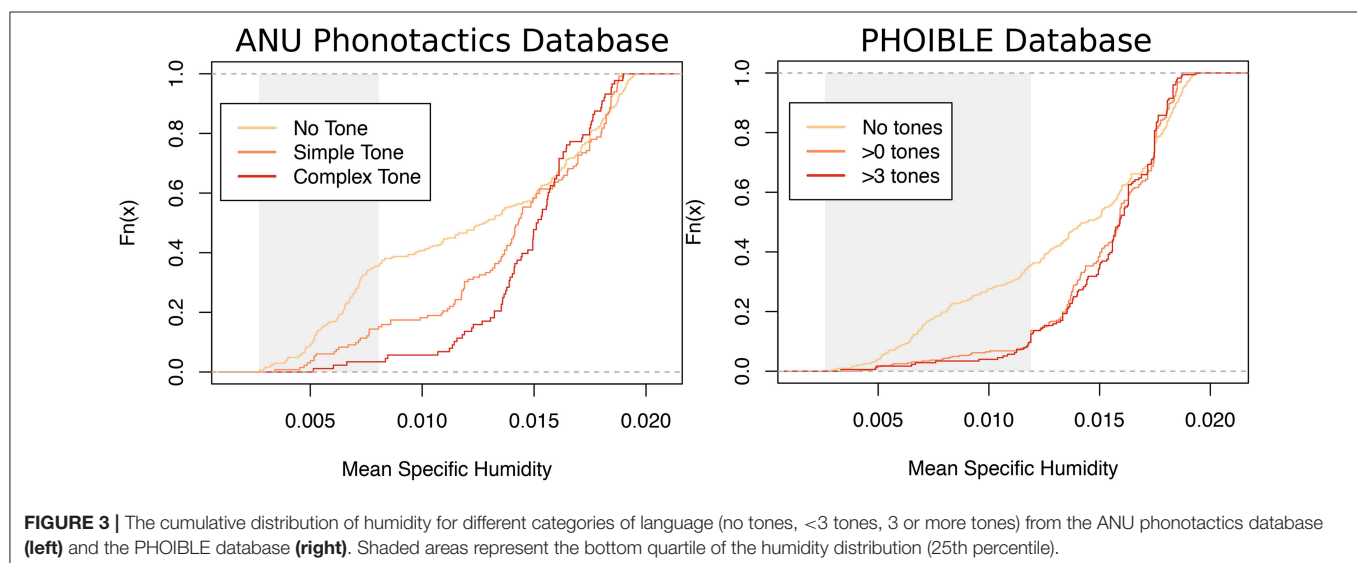 ANU Phonotactics Database
Fn(x)
1.0
0.8
0.6
0.4
0.2
0.0
No Tone
Simple Tone
Complex Tone
0.005 0.010 0.015 0.020
Mean Specific Humidity
PHOIBLE Database
Fn(x)
1.0
0.8
0.6
0.4
0.2
0.0
No tones
>0 tones
>3 tones
0.005 0.010 0.015 0.020
Mean Specific Humidity
FIGURE 3 | The cumulative distribution of humidity for different categories of language (no tones, <3 tones, 3 or more tones) from the ANU phonotactics database
(left) and the PHOIBLE database (right). Shaded areas represent the bottom quartile of the humidity distribution (25th percentile).